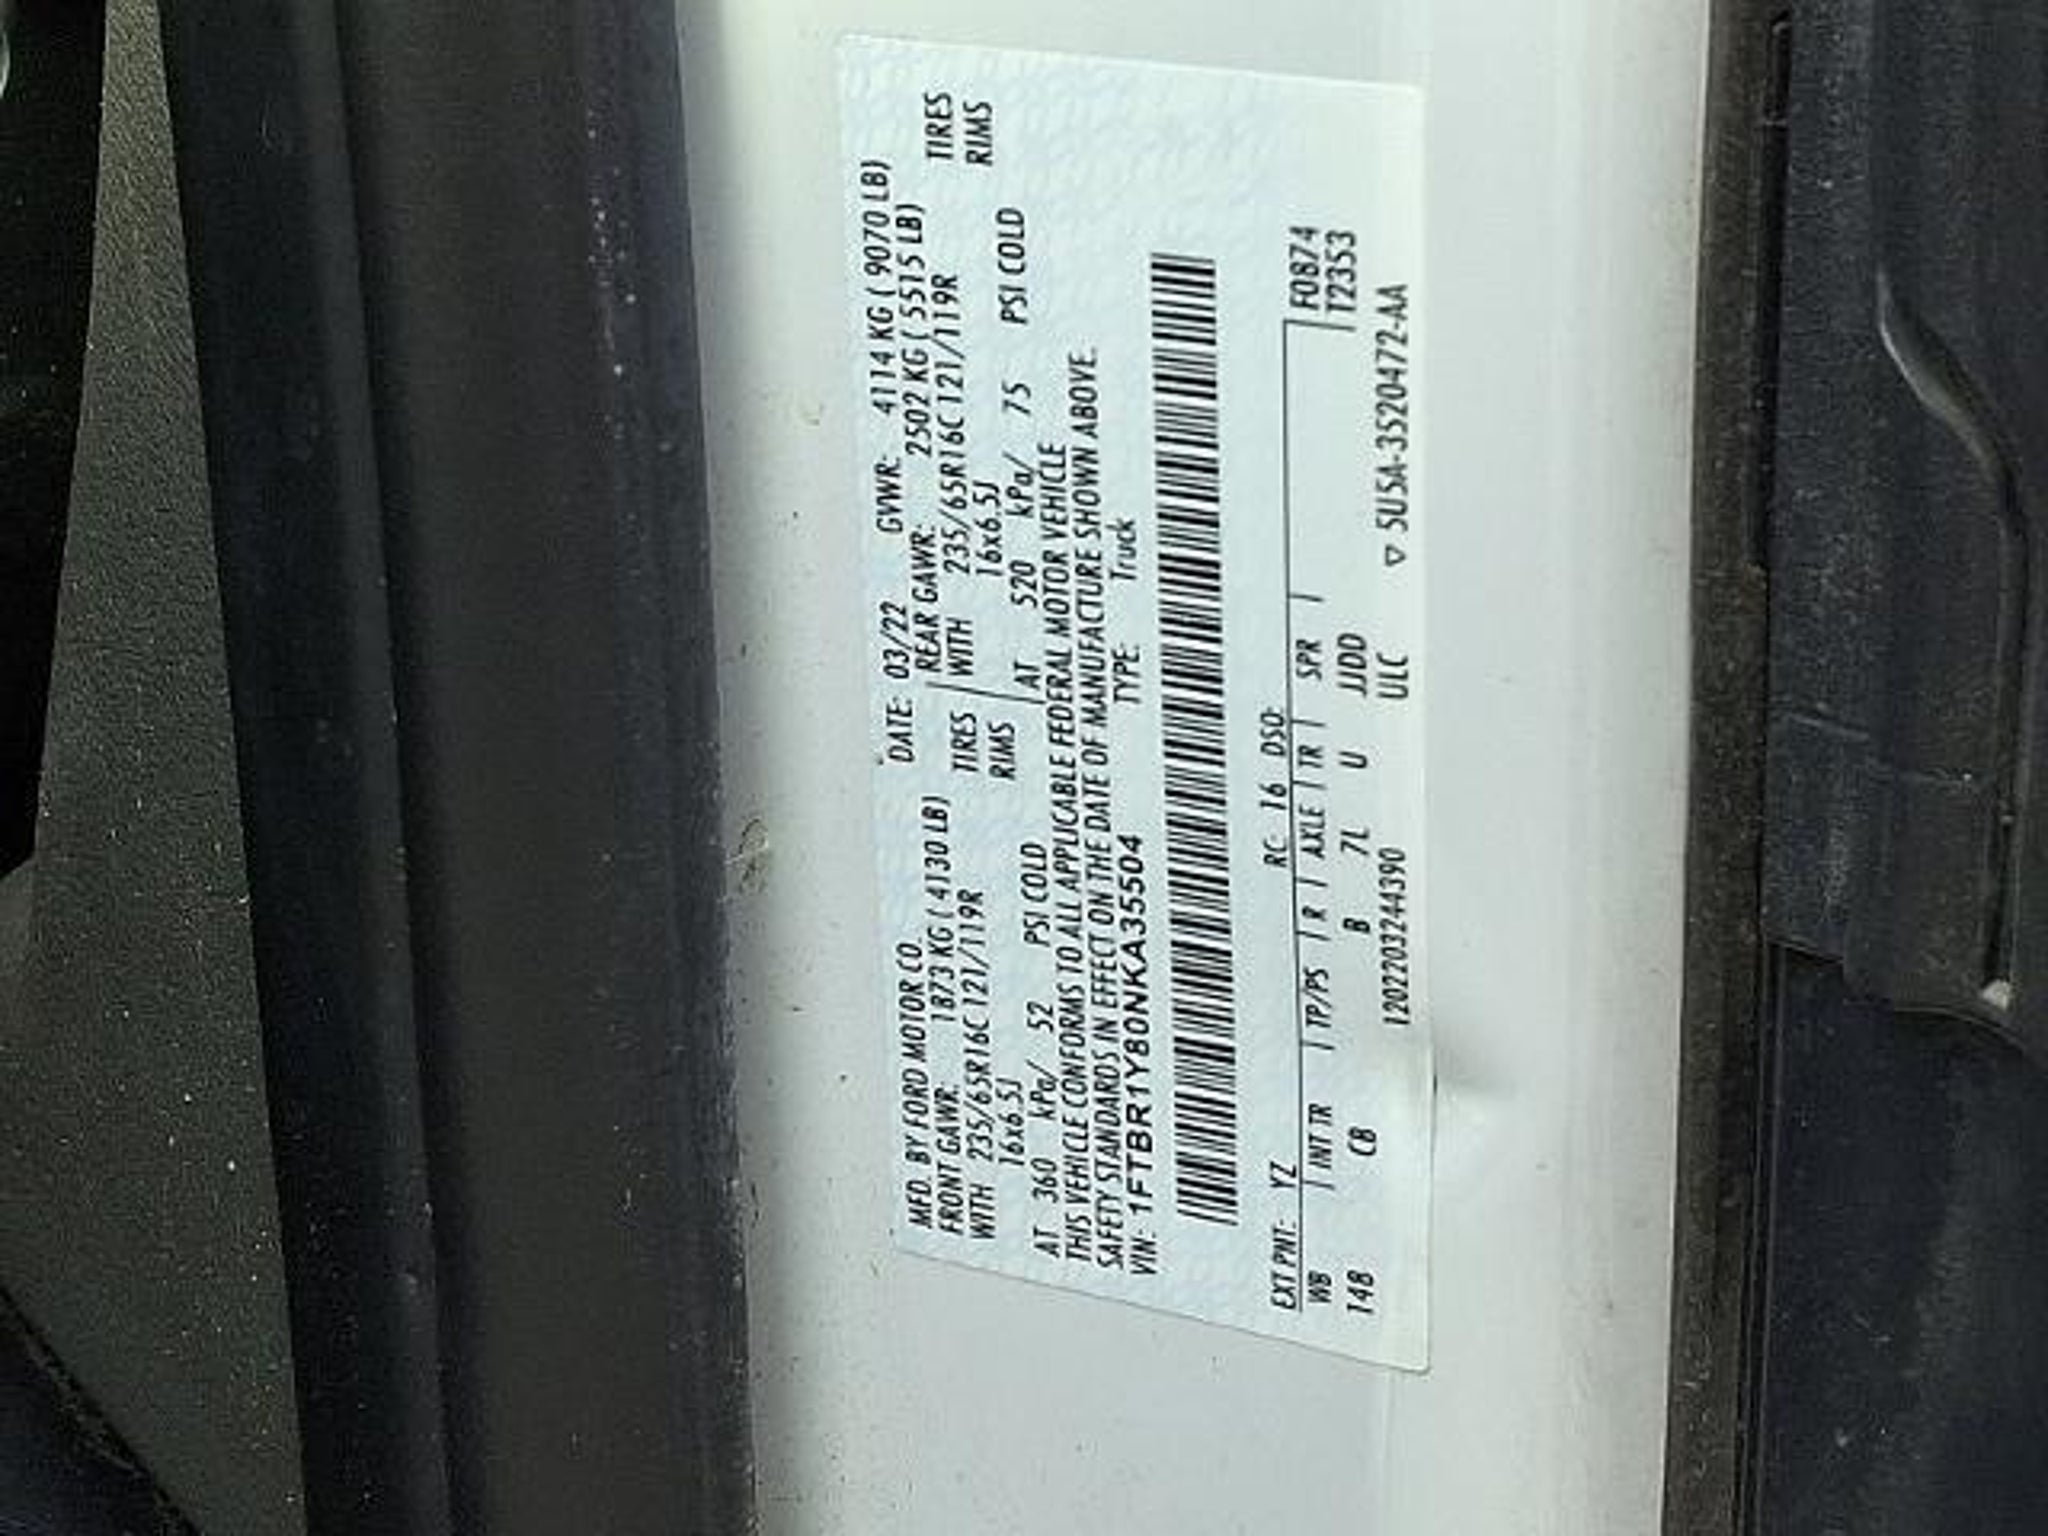 MFD. BY FORD MOTOR CO. DATE: 03/22 GVWR: 4114 KG ( 9070 LB)
FRONT GAWR: 1873 KG ( 4130 LB) REAR GAWR: 2502 KG ( 5515 LB)
WITH 235/65R16C 121/119R TIRES WITH 235/65R16C 121/119R TIRES
16x6.5J RIMS 16x6.5J RIMS
AT 360 kPa/ 52 PSI COLD AT 520 kPa/ 75 PSI COLD
THIS VEHICLE CONFORMS TO ALL APPLICABLE FEDERAL MOTOR VEHICLE
SAFETY STANDARDS IN EFFECT ON THE DATE OF MANUFACTURE SHOWN ABOVE.
VIN: 1FTBR1Y80NKA35504 TYPE: Truck
EXT PNT: YZ RC: 16 DSO:
WB | INT TR | TP/PS | R | AXLE | TR | SPR | F0874
148 CB B 7L U JJDD T2353
1202203244390 ULC ▽ 5U5A-3520472-AA